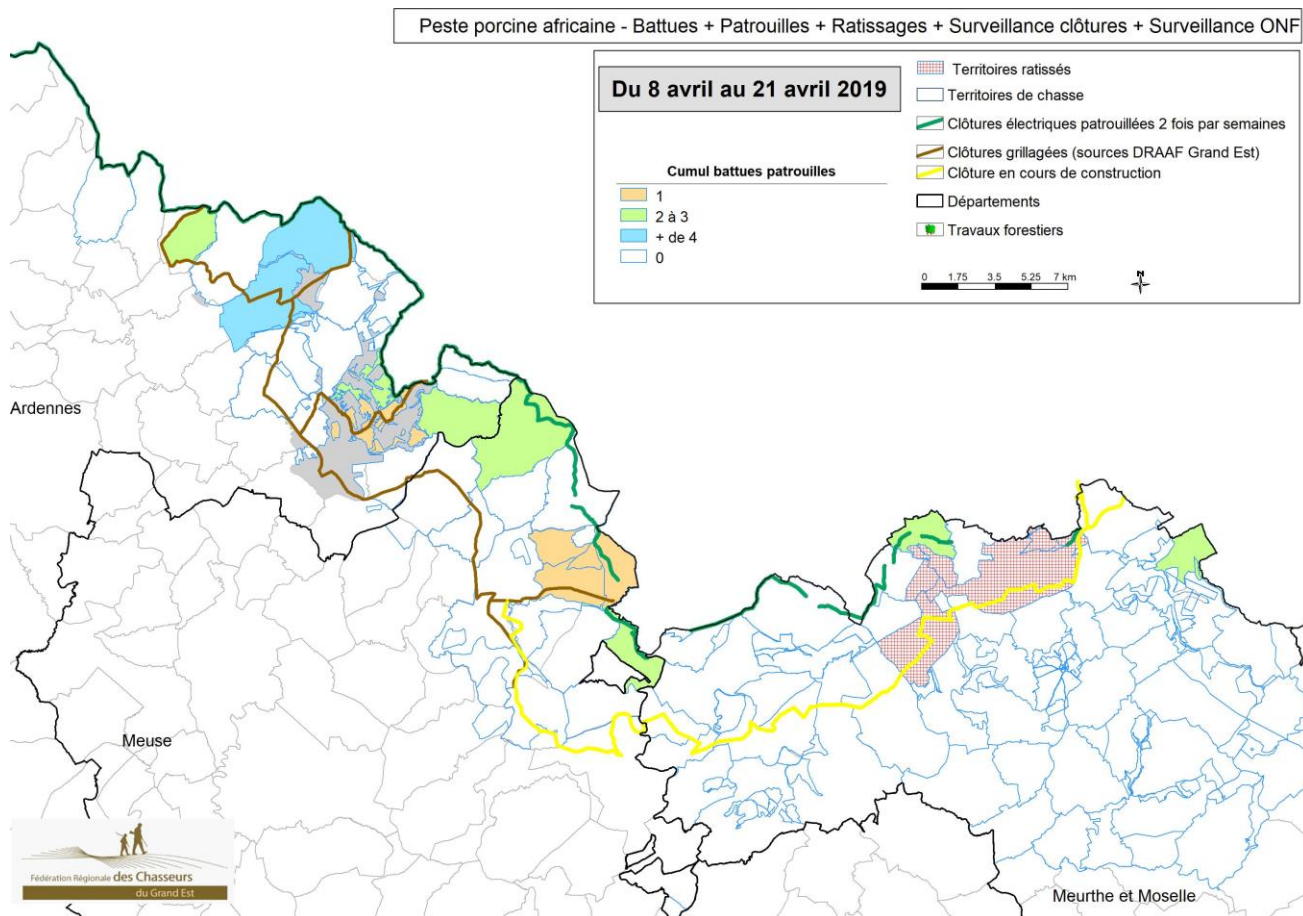 Peste porcine africaine - Battues + Patrouilles + Ratissages + Surveillance clôtures + Surveillance ONF
Du 8 avril au 21 avril 2019
Cumul battues patrouilles
1
2 à 3
+ de 4
0
Territoires ratissés
Territoires de chasse
Clôtures électriques patrouillées 2 fois par semaines
Clôtures grillagées (sources DRAAF Grand Est)
Clôture en cours de construction
Départements
Travaux forestiers
0 1.75 3.5 5.25 7 km
N
Ardennes
Meuse
Meurthe et Moselle
Fédération Régionale des Chasseurs
du Grand Est